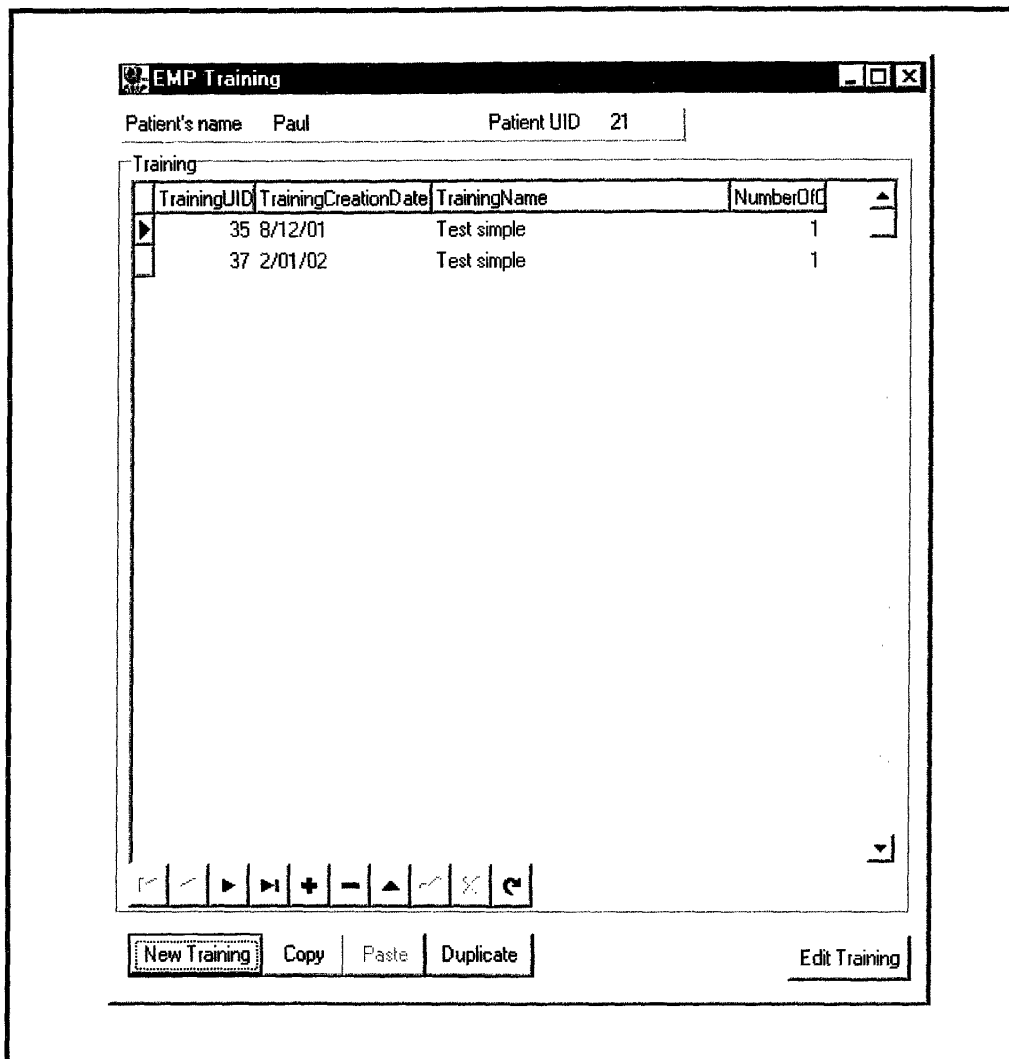 EMP Training
Patient's name Paul Patient UID 21
Training
TrainingUID TrainingCreationDate TrainingName NumberOfC
35 8/12/01 Test simple 1
37 2/01/02 Test simple 1
New Training Copy Paste Duplicate Edit Training